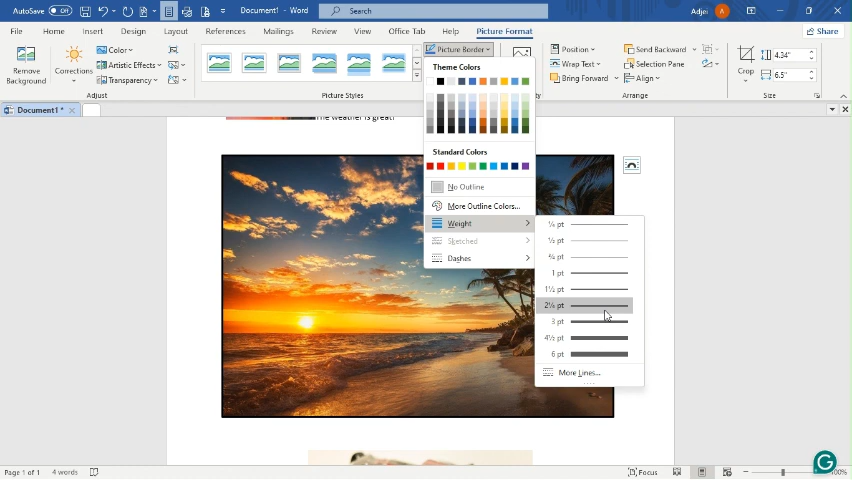 AutoSave Off Document1 - Word Search Adjei A
File Home Insert Draw Design Layout References Mailings Review View Office Tab Help Picture Format Share
Remove Background
Corrections
Color
Artistic Effects
Transparency
Adjust
Picture Styles
Picture Border
Position
Wrap Text
Bring Forward
Send Backward
Selection Pane
Align
Arrange
Crop
4.34"
6.5"
Size
Document1 *
The weather is great!
Theme Colors
Standard Colors
No Outline
More Outline Colors...
Weight
Sketched
Dashes
¼ pt
½ pt
¾ pt
1 pt
1½ pt
2¼ pt
3 pt
4½ pt
6 pt
More Lines...
Page 1 of 1 4 words Focus 100%